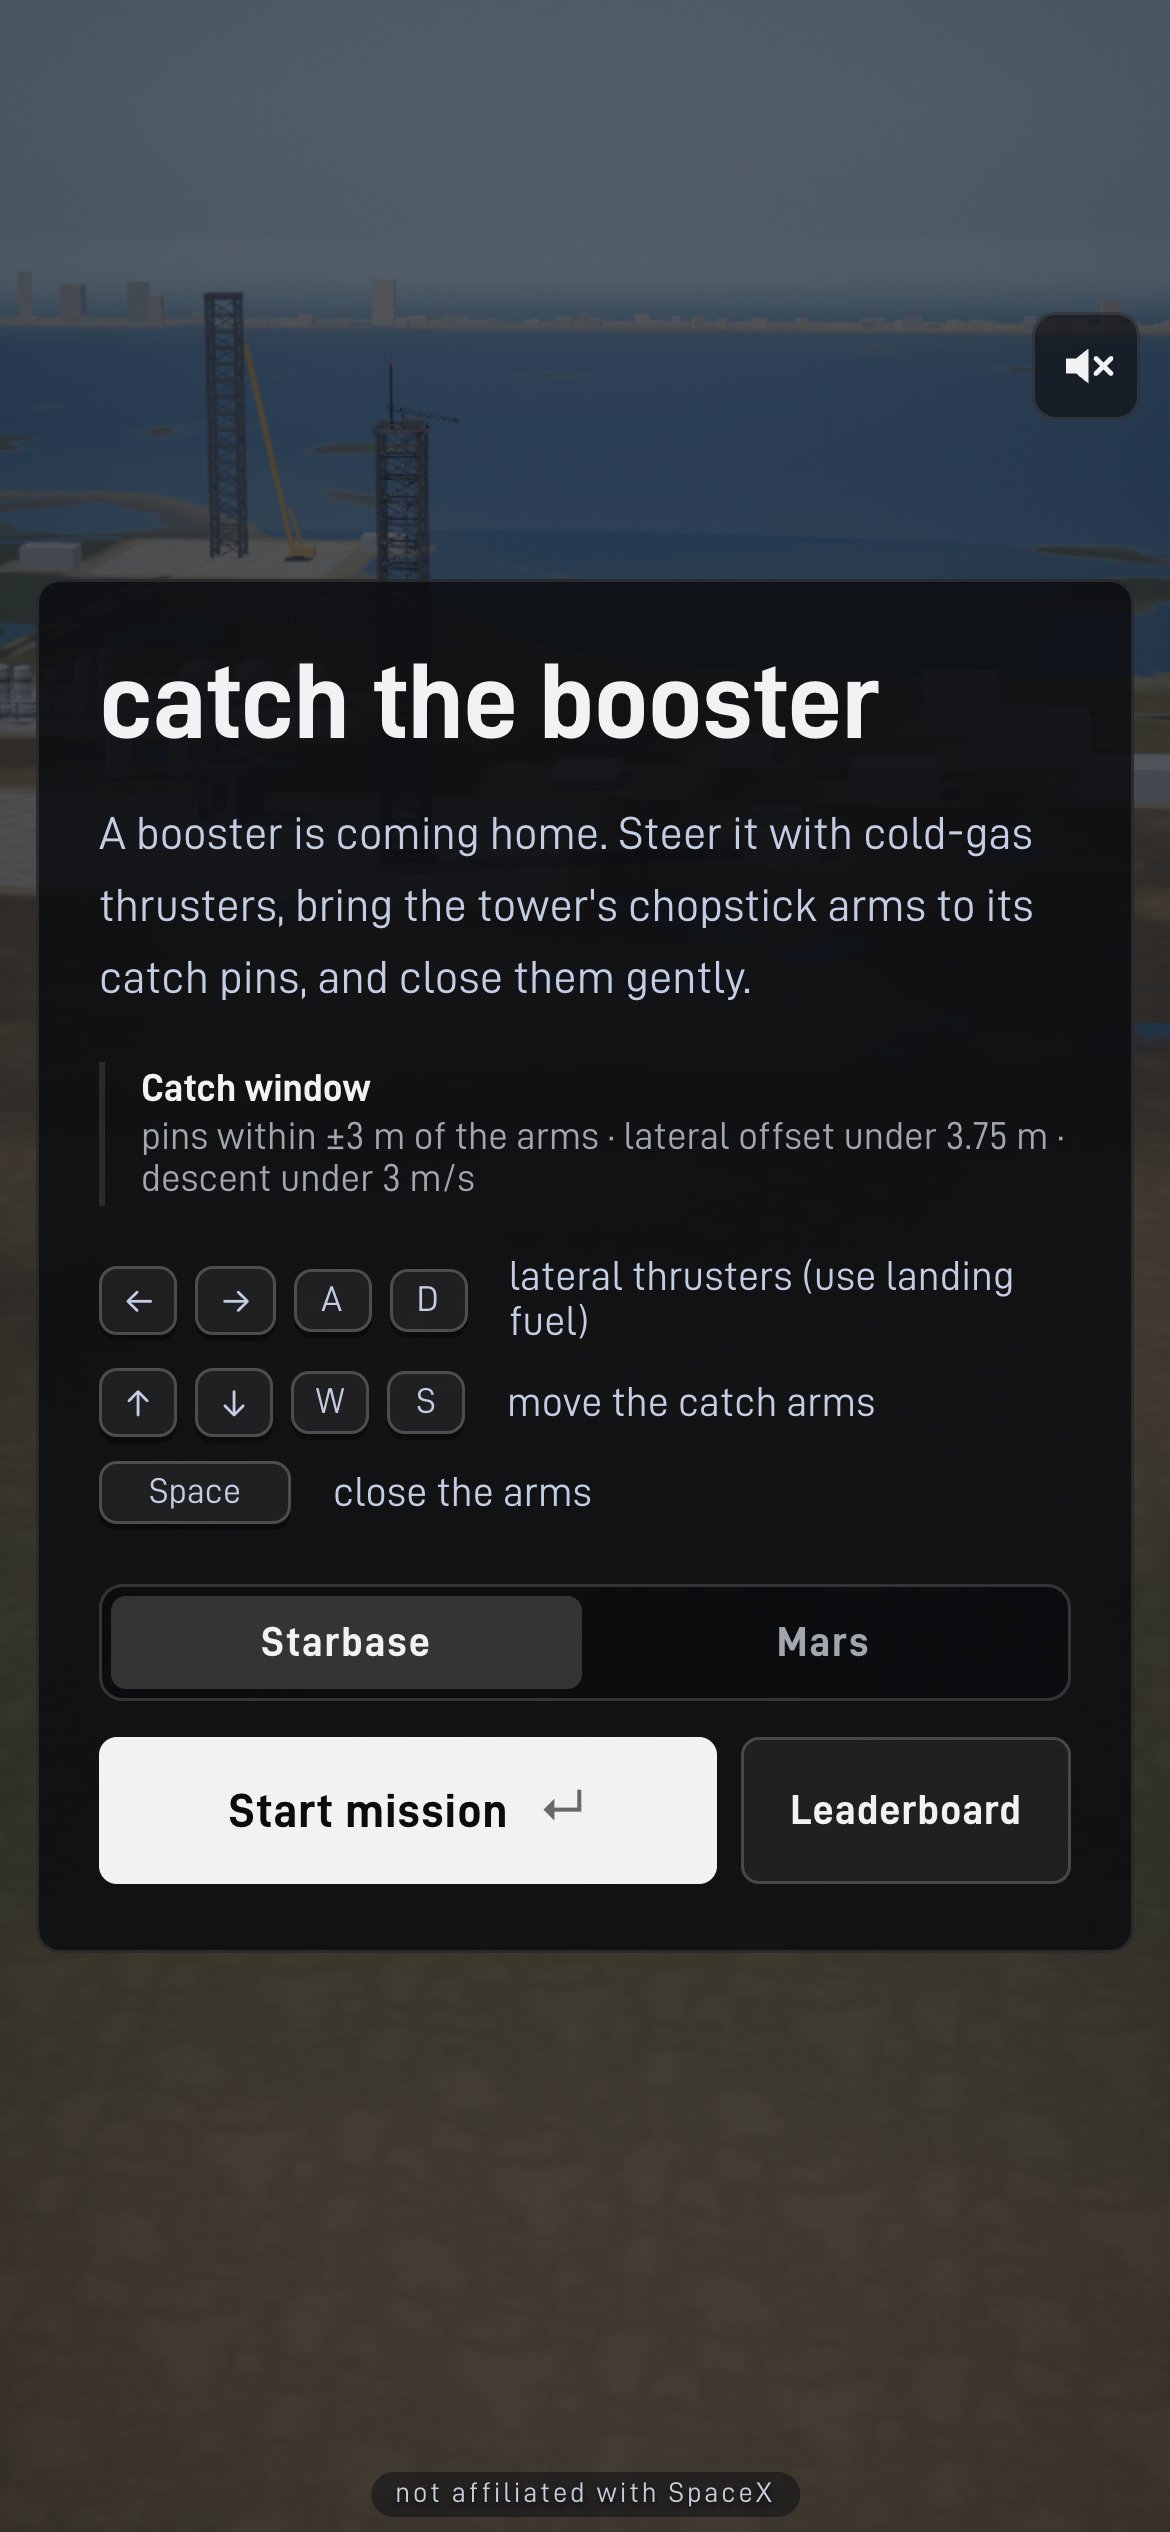 catch the booster
A booster is coming home. Steer it with cold-gas
thrusters, bring the tower's chopstick arms to its
catch pins, and close them gently.
Catch window
pins within ±3 m of the arms · lateral offset under 3.75 m ·
descent under 3 m/s
← → A D lateral thrusters (use landing
fuel)
↑ ↓ W S move the catch arms
Space close the arms
Starbase Mars
Start mission ↵ Leaderboard
not affiliated with SpaceX